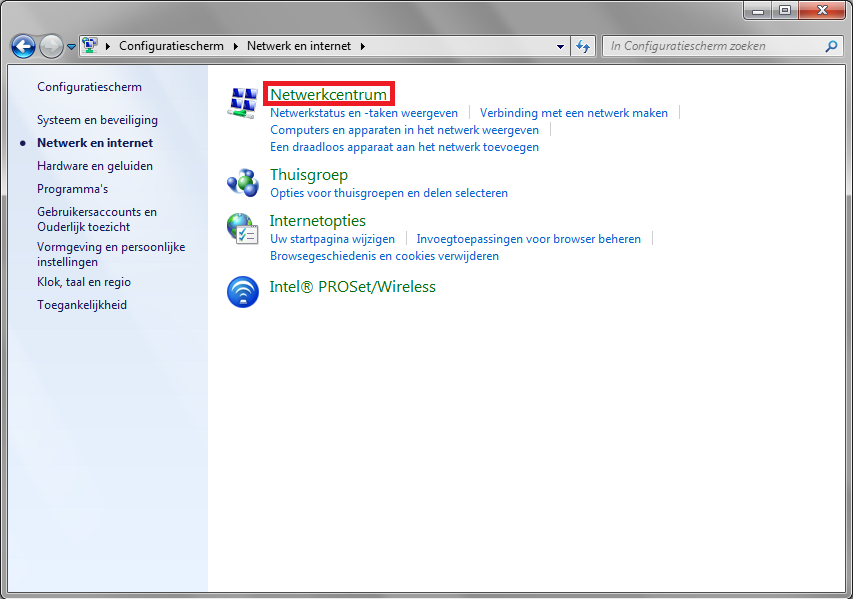 Configuratiescherm Netwerk en internet In Configuratiescherm zoeken
Configuratiescherm
Systeem en beveiliging
Netwerk en internet
Hardware en geluiden
Programma's
Gebruikersaccounts en
Ouderlijk toezicht
Vormgeving en persoonlijke
instellingen
Klok, taal en regio
Toegankelijkheid
Netwerkcentrum
Netwerkstatus en -taken weergeven Verbinding met een netwerk maken
Computers en apparaten in het netwerk weergeven
Een draadloos apparaat aan het netwerk toevoegen
Thuisgroep
Opties voor thuisgroepen en delen selecteren
Internetopties
Uw startpagina wijzigen Invoegtoepassingen voor browser beheren
Browsegeschiedenis en cookies verwijderen
Intel® PROSet/Wireless